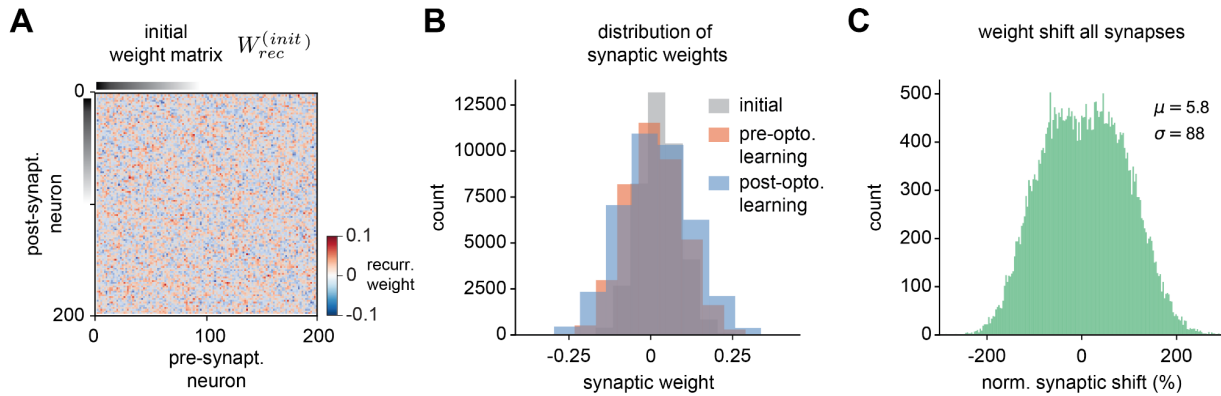 A
initial
weight matrix
W_{rec}^{(init)}
0
200
post-synapt.
neuron
0
100
200
pre-synapt.
neuron
0.1
0
-0.1
recurr.
weight
B
distribution of
synaptic weights
12500
10000
7500
5000
2500
0
count
-0.25
0
0.25
synaptic weight
initial
pre-opto.
learning
post-opto.
learning
C
weight shift all synapses
500
400
300
200
100
0
count
-200
0
200
norm. synaptic shift (%)
μ = 5.8
σ = 88